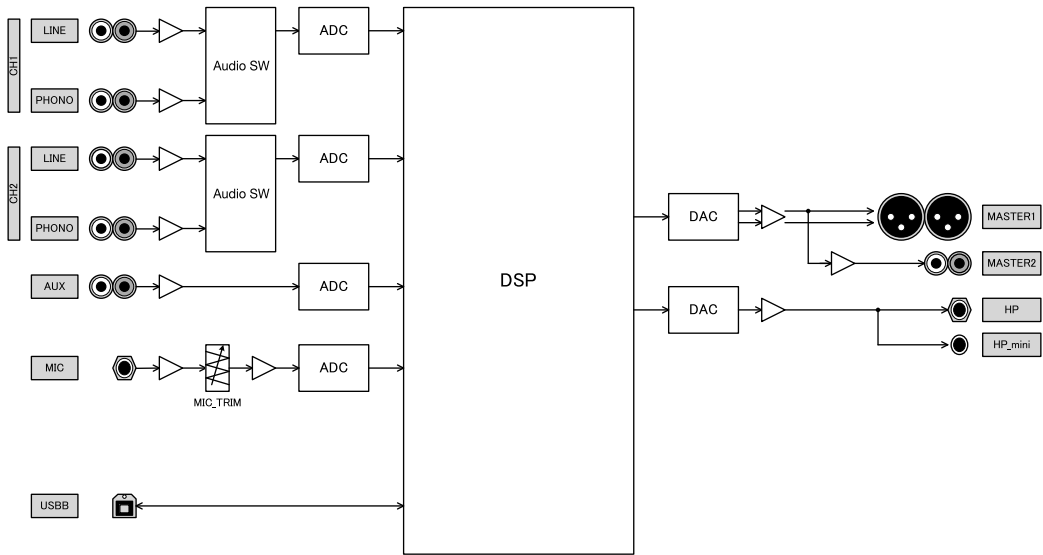 CH1
LINE
PHONO
Audio SW
ADC
CH2
LINE
PHONO
Audio SW
ADC
AUX
ADC
MIC
MIC_TRIM
ADC
USBB
DSP
DAC
MASTER1
MASTER2
DAC
HP
HP_mini